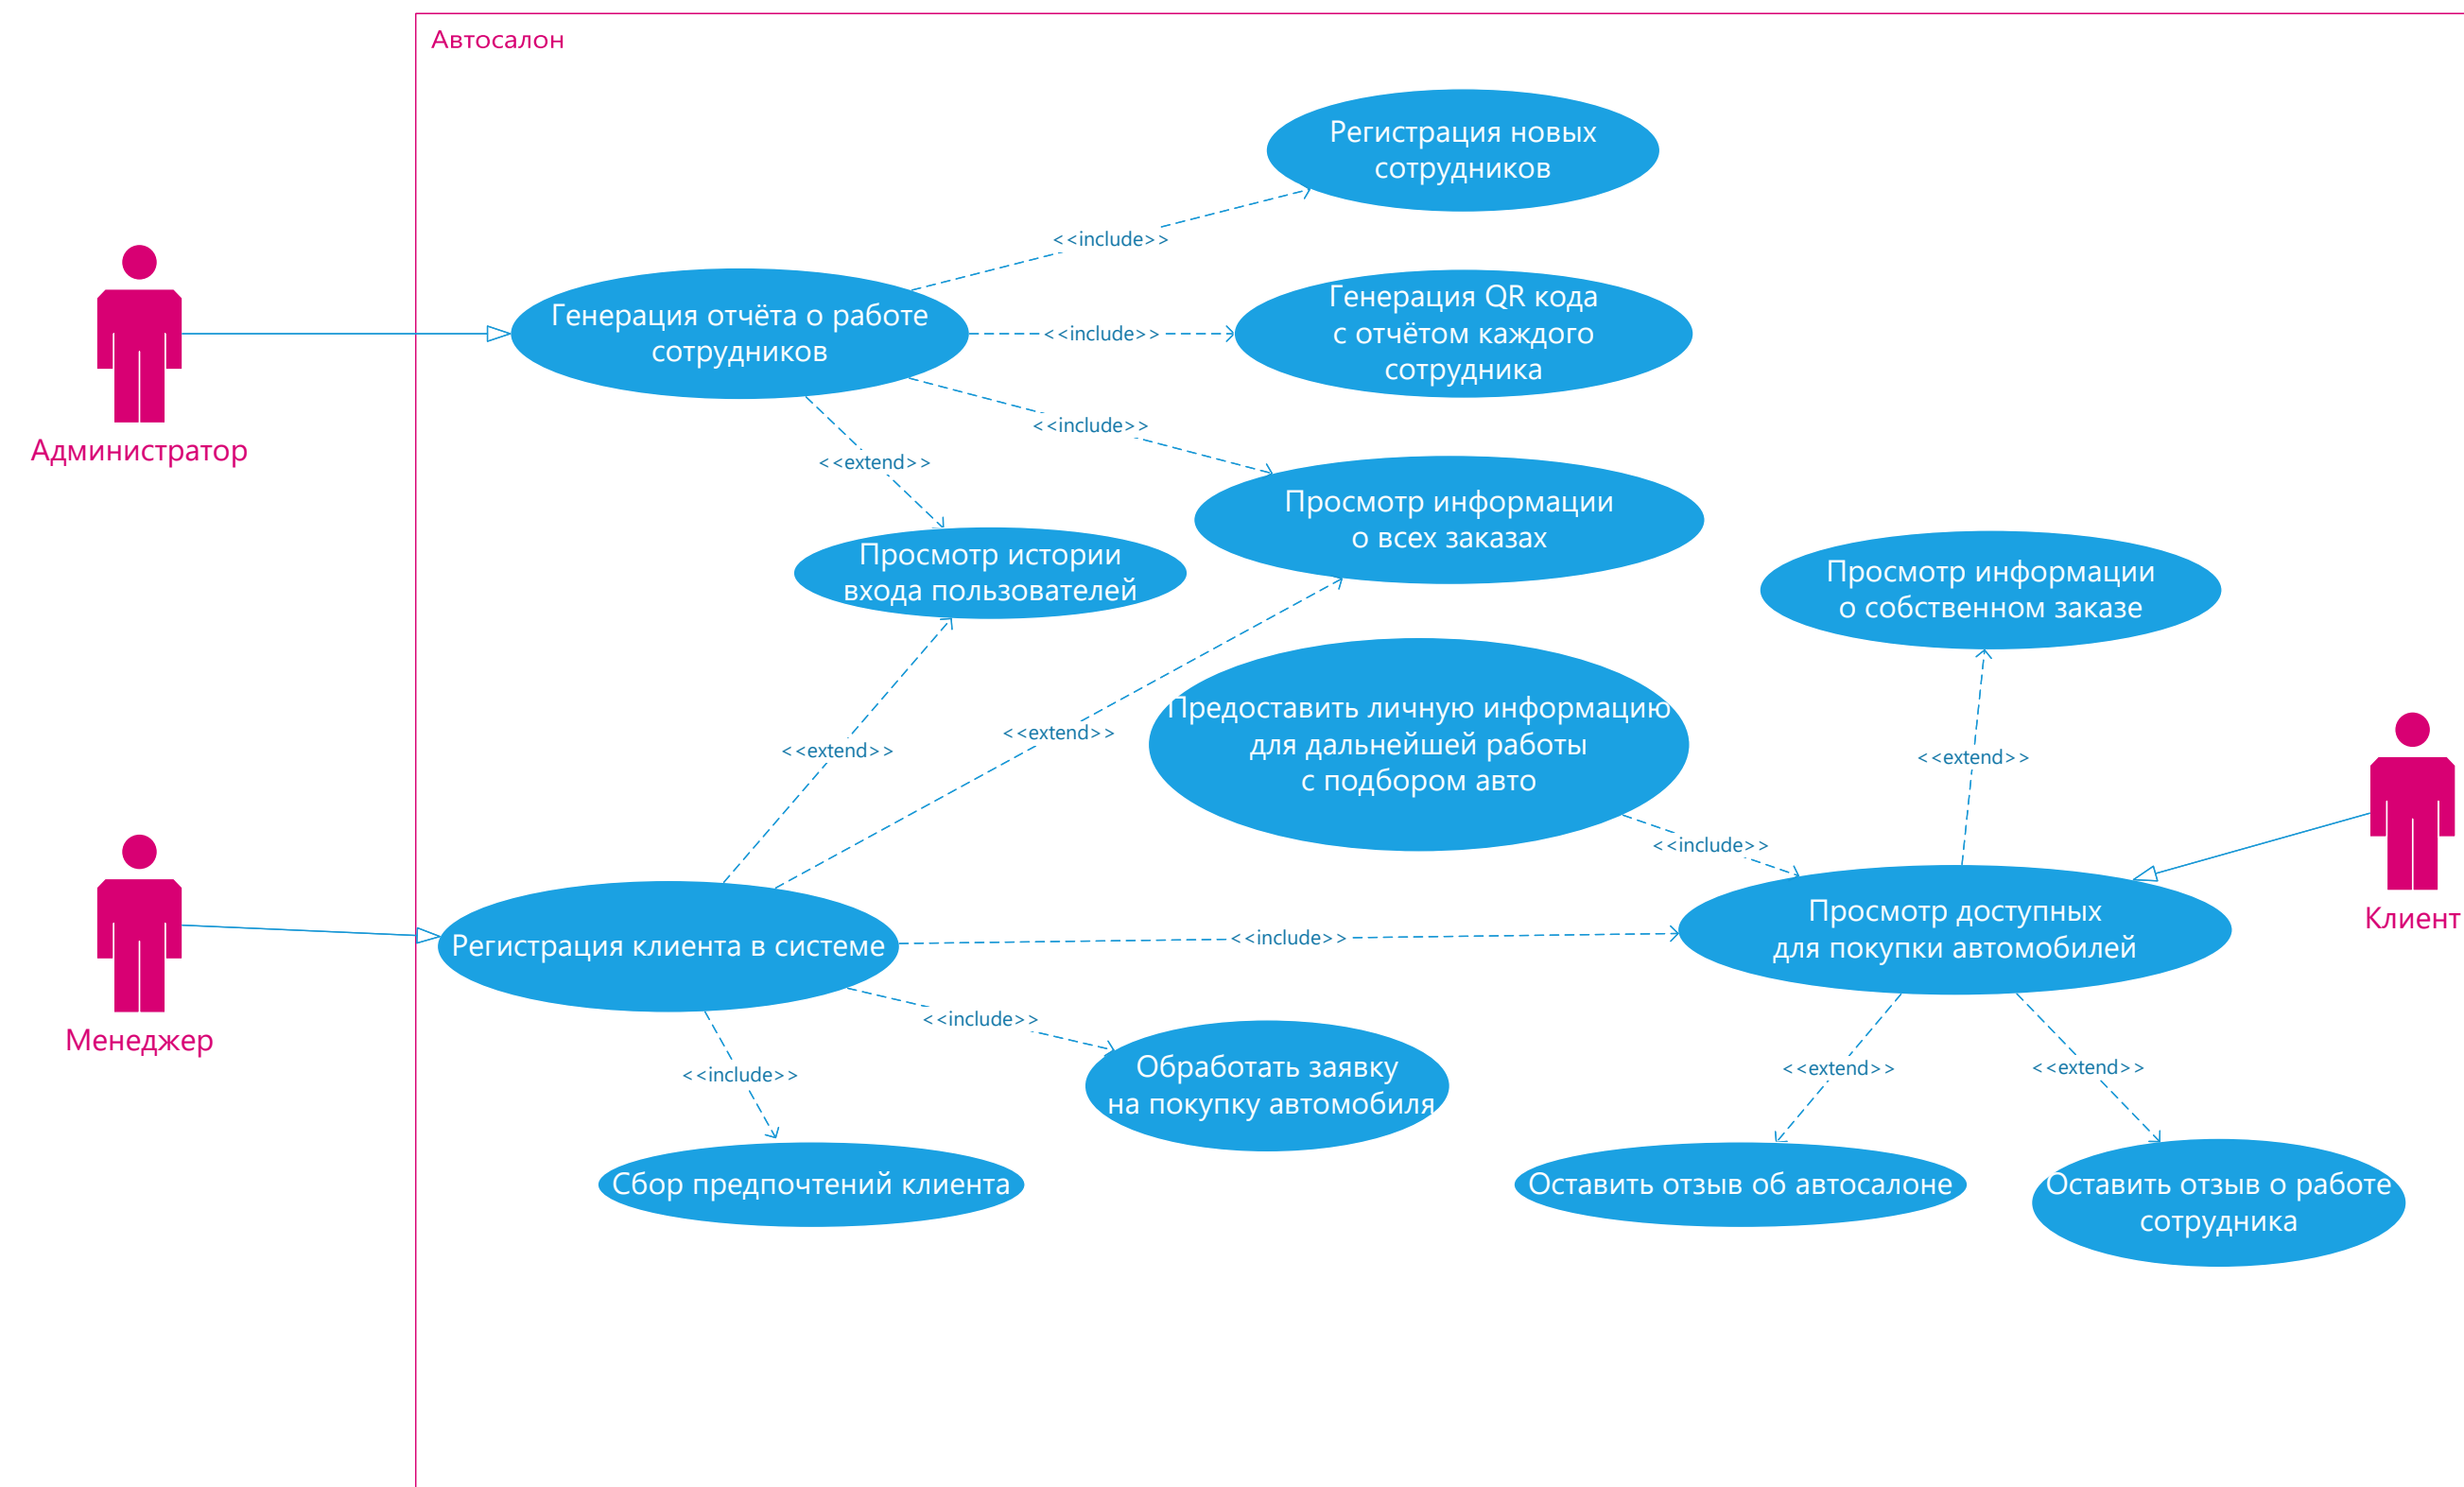 Автосалон
Регистрация новых
сотрудников
<<include>>
Генерация отчёта о работе
сотрудников
<<include>>
Генерация QR кода
с отчётом каждого
сотрудника
Администратор
<<include>>
<<extend>>
Просмотр информации
о всех заказах
Просмотр истории
входа пользователей
Просмотр информации
о собственном заказе
Предоставить личную информацию
для дальнейшей работы
с подбором авто
<<extend>>
<<extend>>
<<extend>>
<<include>>
Клиент
Регистрация клиента в системе
<<include>>
Просмотр доступных
для покупки автомобилей
Менеджер
<<include>>
<<include>>
Обработать заявку
на покупку автомобиля
<<extend>>
<<extend>>
Сбор предпочтений клиента
Оставить отзыв об автосалоне
Оставить отзыв о работе
сотрудника